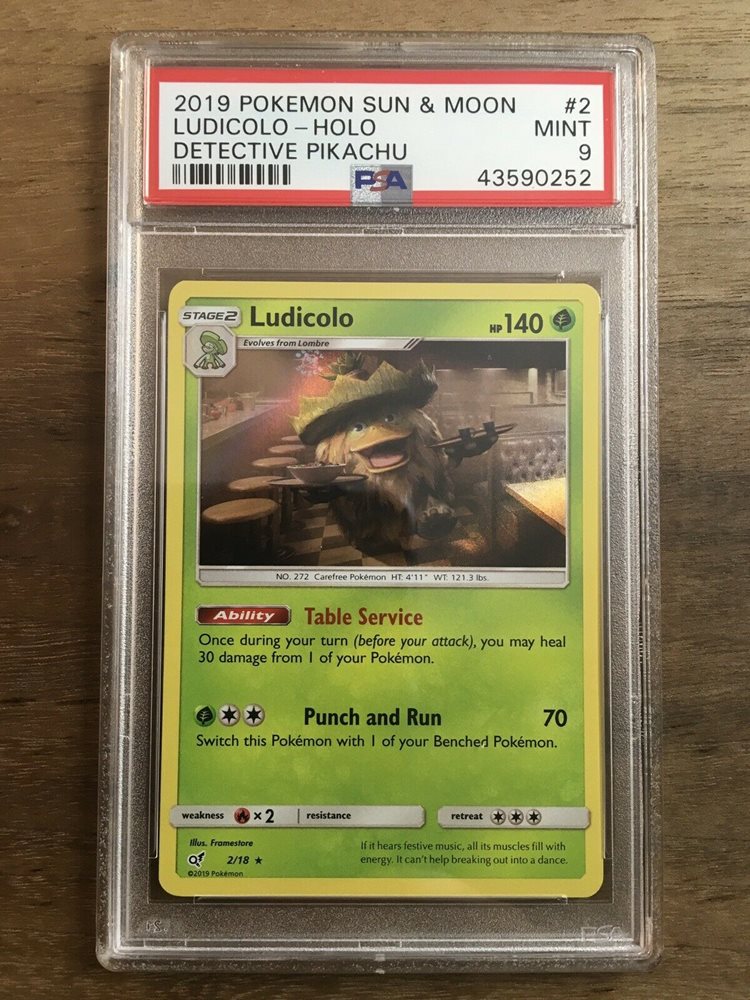 2019 POKEMON SUN & MOON #2
LUDICOLO - HOLO MINT
DETECTIVE PIKACHU 9
PSA 43590252
STAGE2 Ludicolo HP140
Evolves from Lombre
NO. 272 Carefree Pokémon HT: 4'11" WT: 121.3 lbs.
Ability Table Service
Once during your turn (before your attack), you may heal
30 damage from 1 of your Pokémon.
Punch and Run 70
Switch this Pokémon with 1 of your Benched Pokémon.
weakness ×2 resistance retreat
Illus. Framestore
2/18 ★
©2019 Pokémon
If it hears festive music, all its muscles fill with
energy. It can't help breaking out into a dance.
PSA